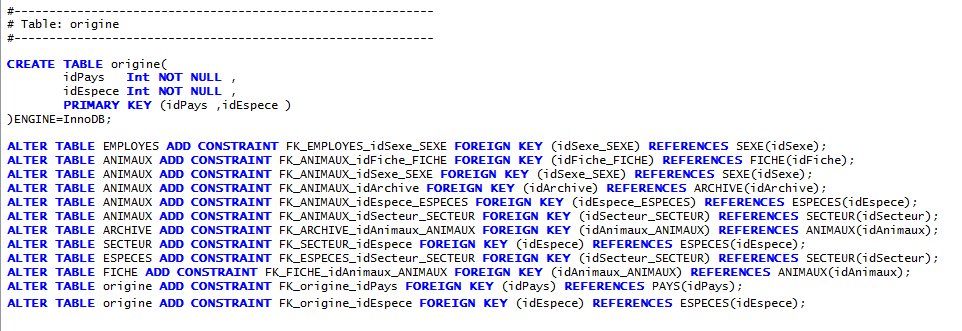 #------------------------------------------------------------
# Table: origine
#------------------------------------------------------------
CREATE TABLE origine(
        idPays   Int NOT NULL ,
        idEspece Int NOT NULL ,
        PRIMARY KEY (idPays ,idEspece )
)ENGINE=InnoDB;
ALTER TABLE EMPLOYES ADD CONSTRAINT FK_EMPLOYES_idSexe_SEXE FOREIGN KEY (idSexe_SEXE) REFERENCES SEXE(idSexe);
ALTER TABLE ANIMAUX ADD CONSTRAINT FK_ANIMAUX_idFiche_FICHE FOREIGN KEY (idFiche_FICHE) REFERENCES FICHE(idFiche);
ALTER TABLE ANIMAUX ADD CONSTRAINT FK_ANIMAUX_idSexe_SEXE FOREIGN KEY (idSexe_SEXE) REFERENCES SEXE(idSexe);
ALTER TABLE ANIMAUX ADD CONSTRAINT FK_ANIMAUX_idArchive FOREIGN KEY (idArchive) REFERENCES ARCHIVE(idArchive);
ALTER TABLE ANIMAUX ADD CONSTRAINT FK_ANIMAUX_idEspece_ESPECES FOREIGN KEY (idEspece_ESPECES) REFERENCES ESPECES(idEspece);
ALTER TABLE ANIMAUX ADD CONSTRAINT FK_ANIMAUX_idSecteur_SECTEUR FOREIGN KEY (idSecteur_SECTEUR) REFERENCES SECTEUR(idSecteur);
ALTER TABLE ARCHIVE ADD CONSTRAINT FK_ARCHIVE_idAnimaux_ANIMAUX FOREIGN KEY (idAnimaux_ANIMAUX) REFERENCES ANIMAUX(idAnimaux);
ALTER TABLE SECTEUR ADD CONSTRAINT FK_SECTEUR_idEspece FOREIGN KEY (idEspece) REFERENCES ESPECES(idEspece);
ALTER TABLE ESPECES ADD CONSTRAINT FK_ESPECES_idSecteur_SECTEUR FOREIGN KEY (idSecteur_SECTEUR) REFERENCES SECTEUR(idSecteur);
ALTER TABLE FICHE ADD CONSTRAINT FK_FICHE_idAnimaux_ANIMAUX FOREIGN KEY (idAnimaux_ANIMAUX) REFERENCES ANIMAUX(idAnimaux);
ALTER TABLE origine ADD CONSTRAINT FK_origine_idPays FOREIGN KEY (idPays) REFERENCES PAYS(idPays);
ALTER TABLE origine ADD CONSTRAINT FK_origine_idEspece FOREIGN KEY (idEspece) REFERENCES ESPECES(idEspece);